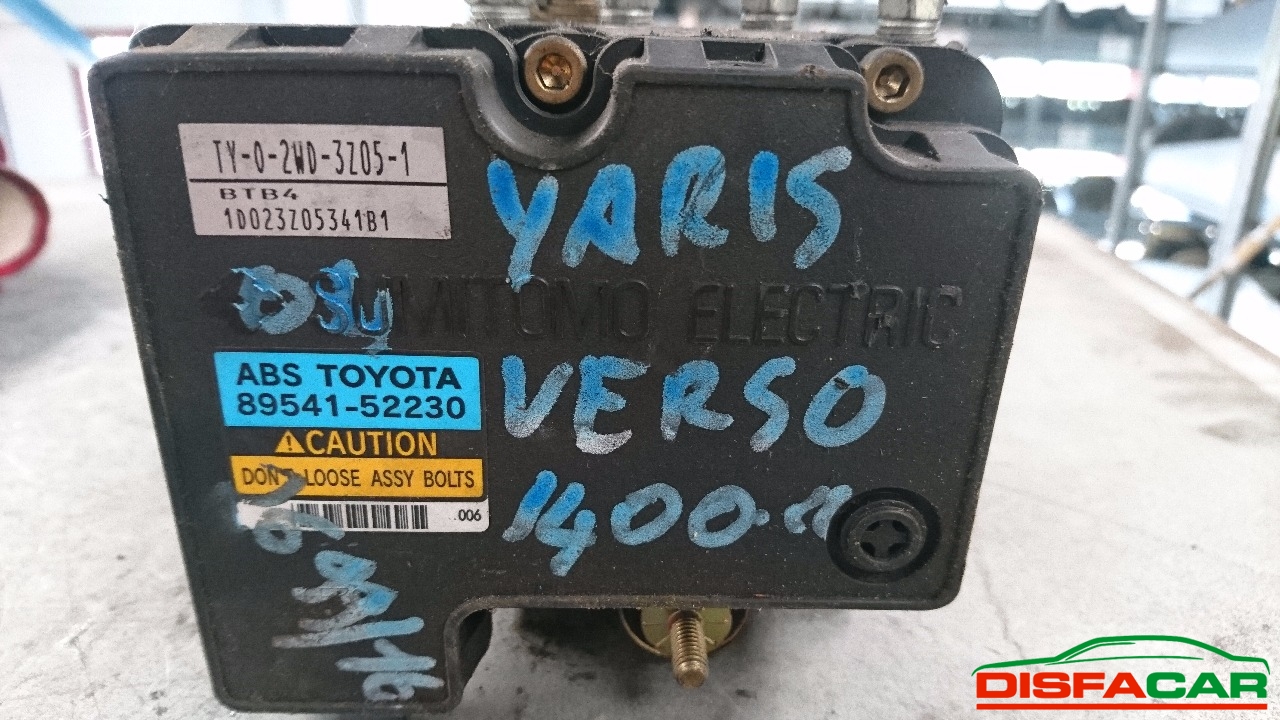 TY-0-2WD-3Z05-1
BTB4
1D023Z05341B1
YARIS
SUMITOMO ELECTRIC
ABS TOYOTA
89541-52230
VERSO
CAUTION
DON'T LOOSE ASSY BOLTS
006
1400
DISFACAR